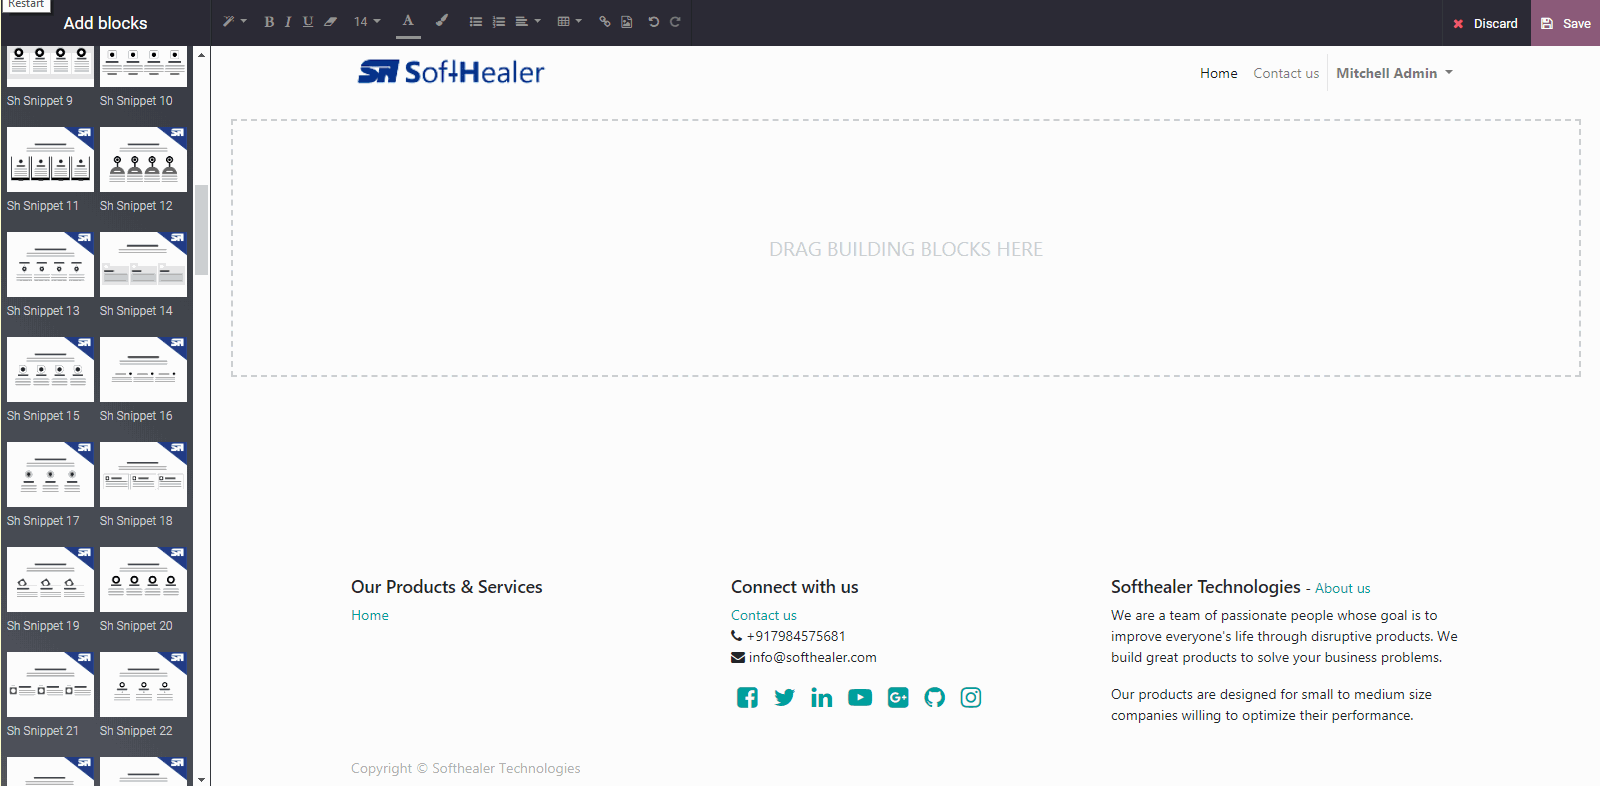 Restart
Add blocks
B I U 14 A
Discard
Save
SH SoftHealer
Home Contact us Mitchell Admin
Sh Snippet 9 Sh Snippet 10
Sh Snippet 11 Sh Snippet 12
Sh Snippet 13 Sh Snippet 14
Sh Snippet 15 Sh Snippet 16
Sh Snippet 17 Sh Snippet 18
Sh Snippet 19 Sh Snippet 20
Sh Snippet 21 Sh Snippet 22
DRAG BUILDING BLOCKS HERE
Our Products & Services
Home
Connect with us
Contact us
+917984575681
info@softhealer.com
Softhealer Technologies - About us
We are a team of passionate people whose goal is to
improve everyone's life through disruptive products. We
build great products to solve your business problems.
Our products are designed for small to medium size
companies willing to optimize their performance.
Copyright © Softhealer Technologies